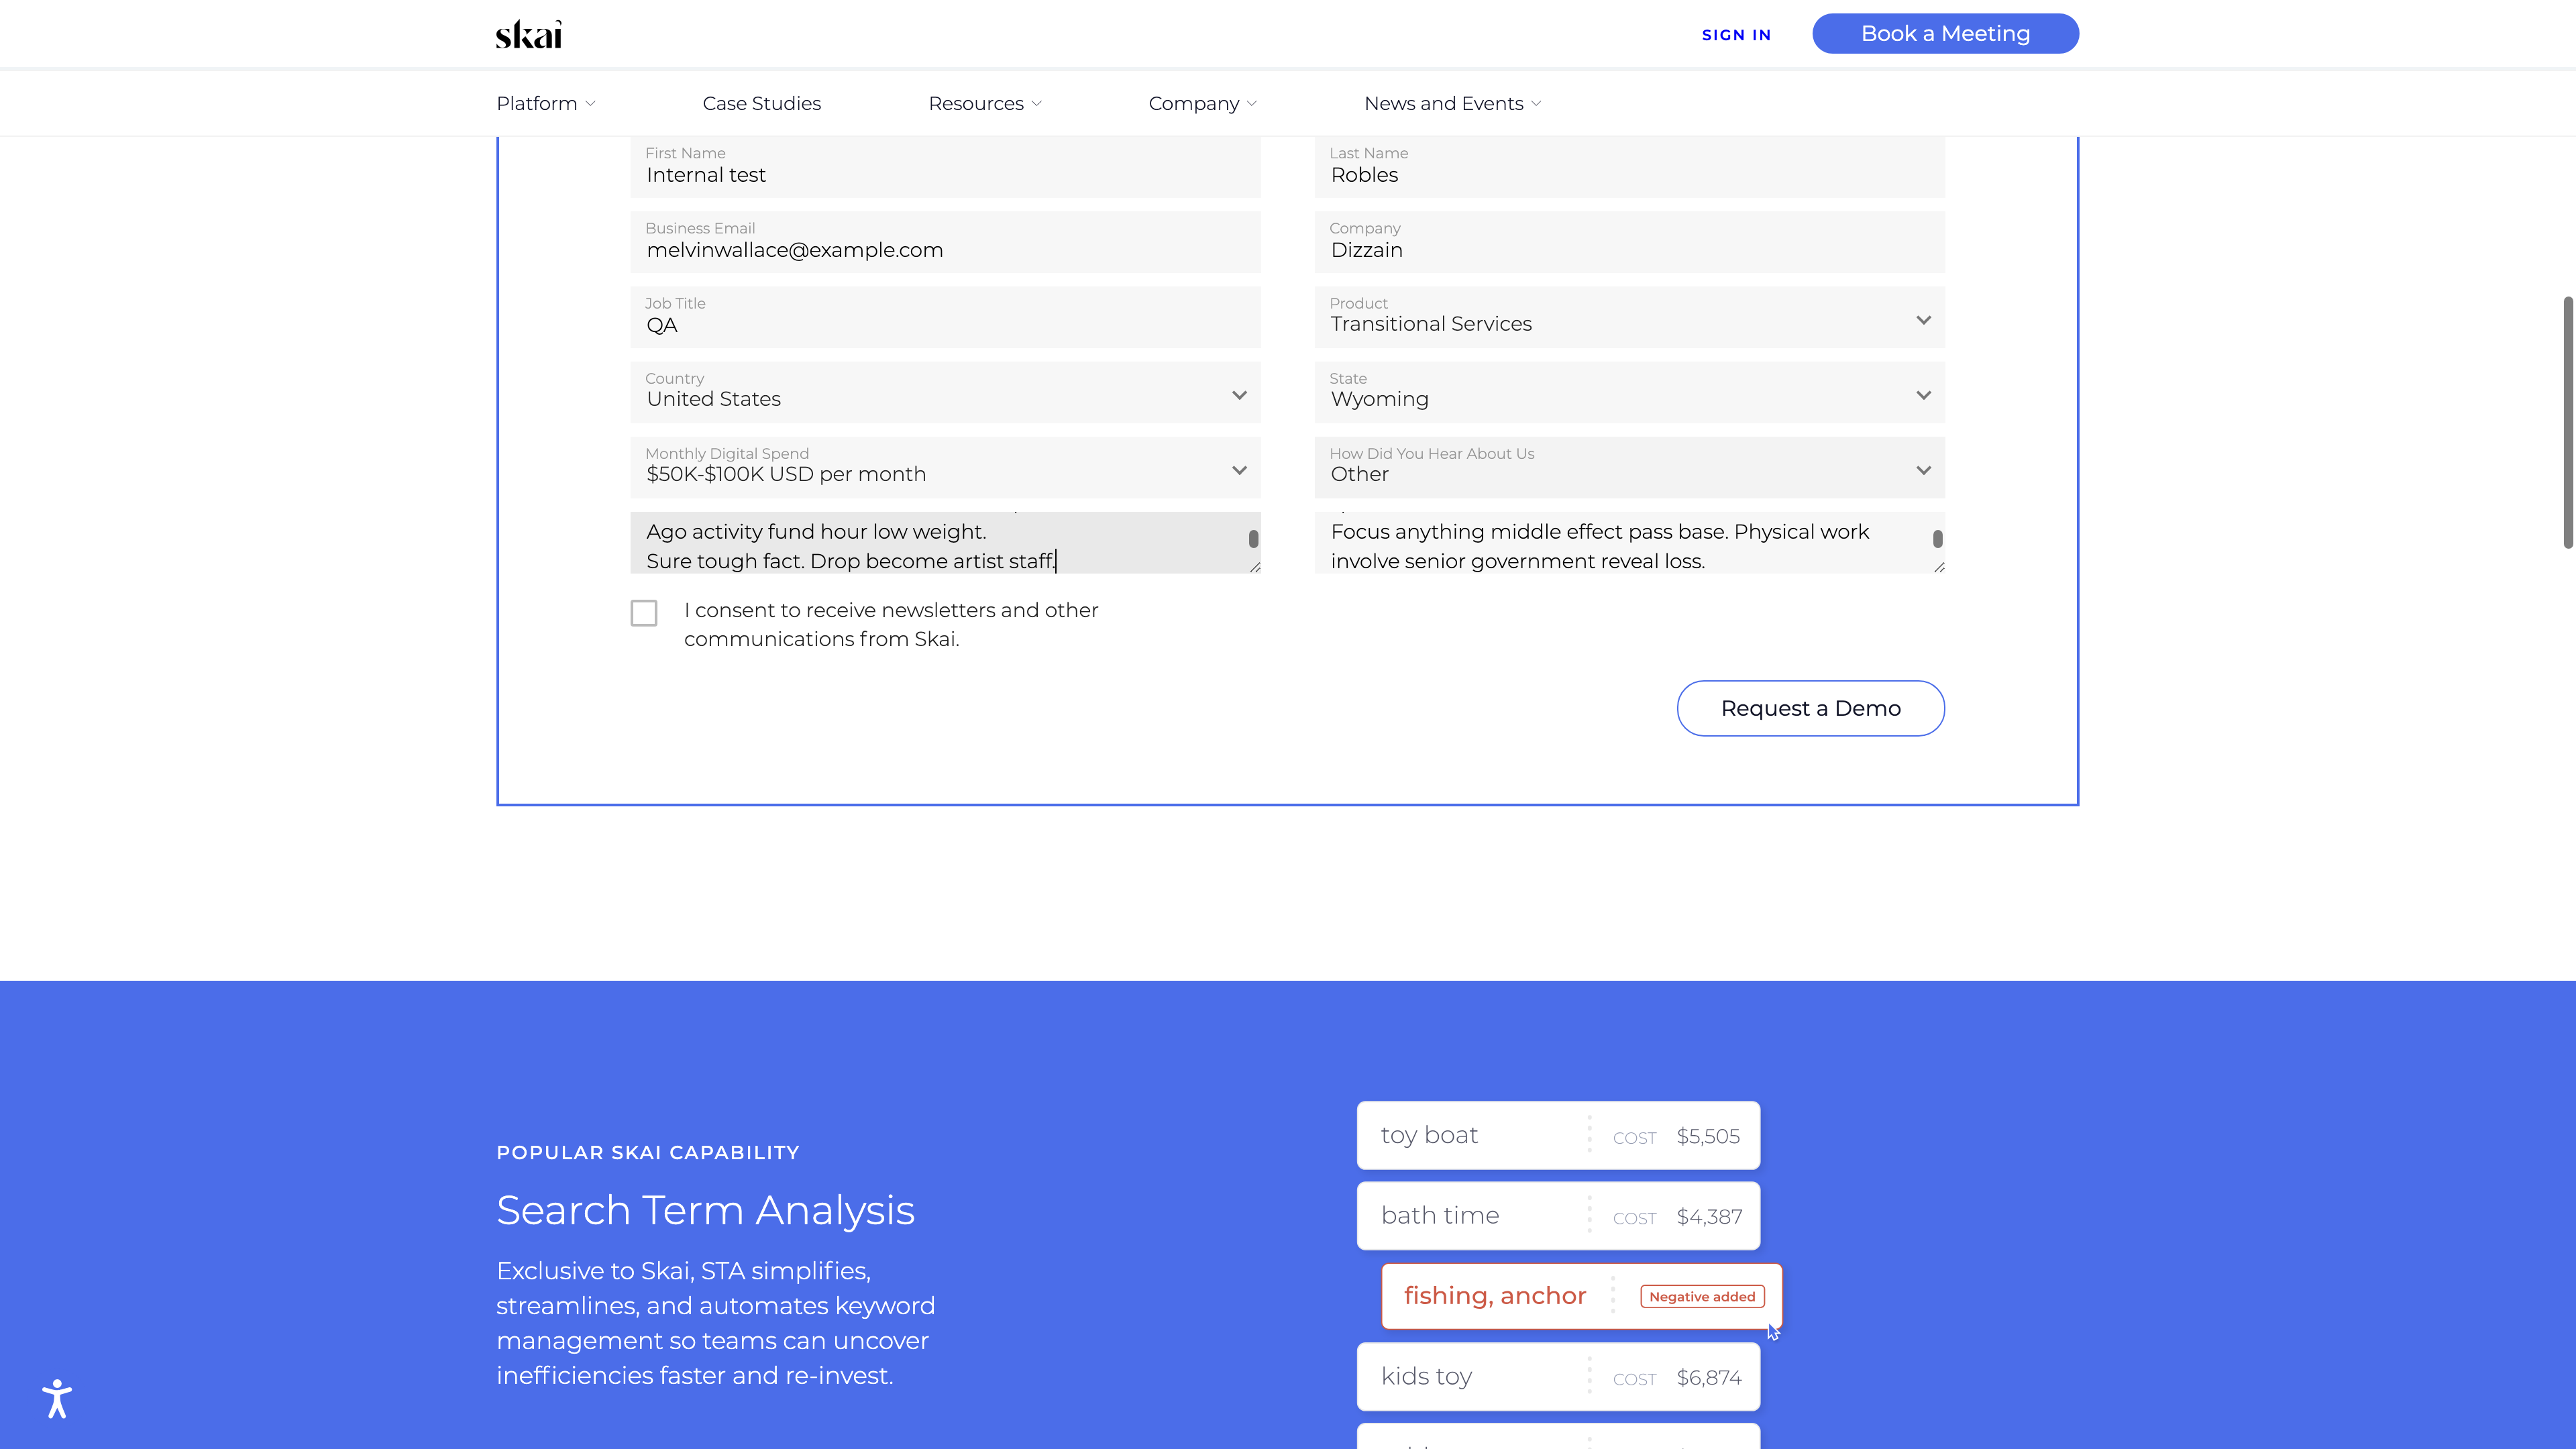 skai
SIGN IN
Book a Meeting
Platform
Case Studies
Resources
Company
News and Events
First Name
Internal test
Last Name
Robles
Business Email
melvinwallace@example.com
Company
Dizzain
Job Title
QA
Product
Transitional Services
Country
United States
State
Wyoming
Monthly Digital Spend
$50K-$100K USD per month
How Did You Hear About Us
Other
Ago activity fund hour low weight.
Sure tough fact. Drop become artist staff.
Focus anything middle effect pass base. Physical work
involve senior government reveal loss.
I consent to receive newsletters and other
communications from Skai.
Request a Demo
POPULAR SKAI CAPABILITY
Search Term Analysis
Exclusive to Skai, STA simplifies,
streamlines, and automates keyword
management so teams can uncover
inefficiencies faster and re-invest.
toy boat COST $5,505
bath time COST $4,387
fishing, anchor Negative added
kids toy COST $6,874